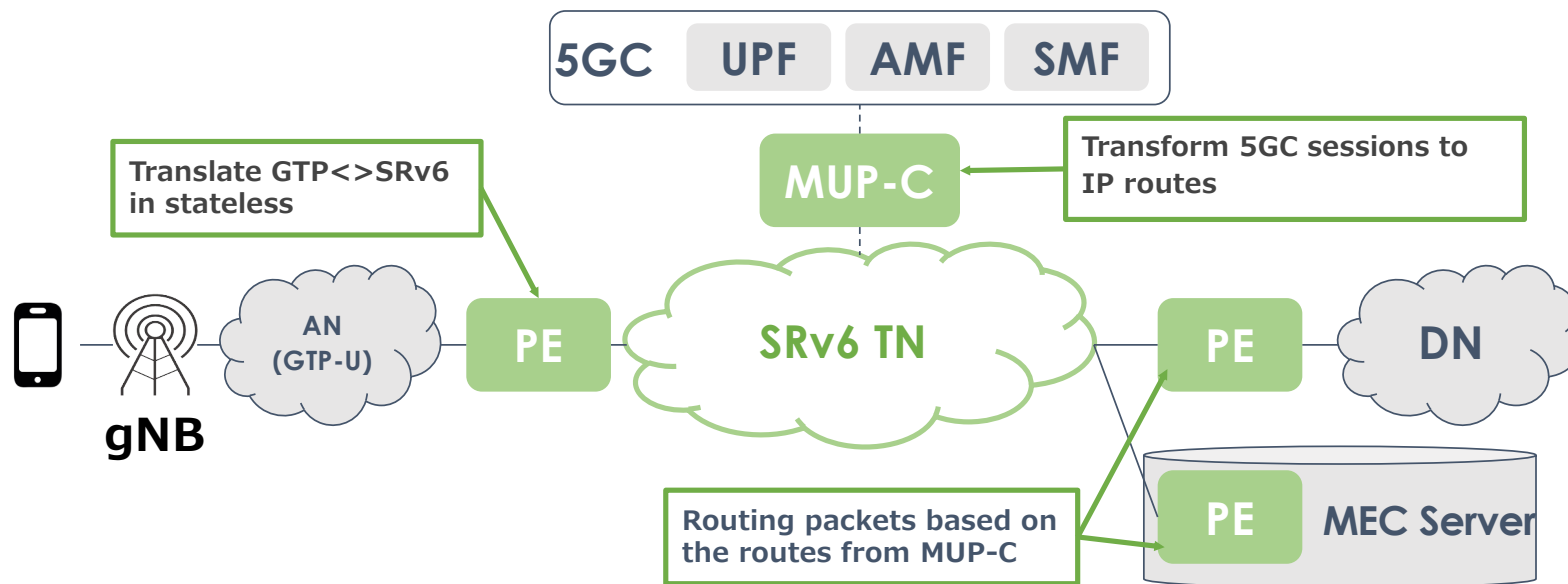 5GC UPF AMF SMF
Translate GTP<>SRv6
in stateless
MUP-C
Transform 5GC sessions to
IP routes
AN
(GTP-U)
PE
SRv6 TN
PE
DN
gNB
Routing packets based on
the routes from MUP-C
PE
MEC Server